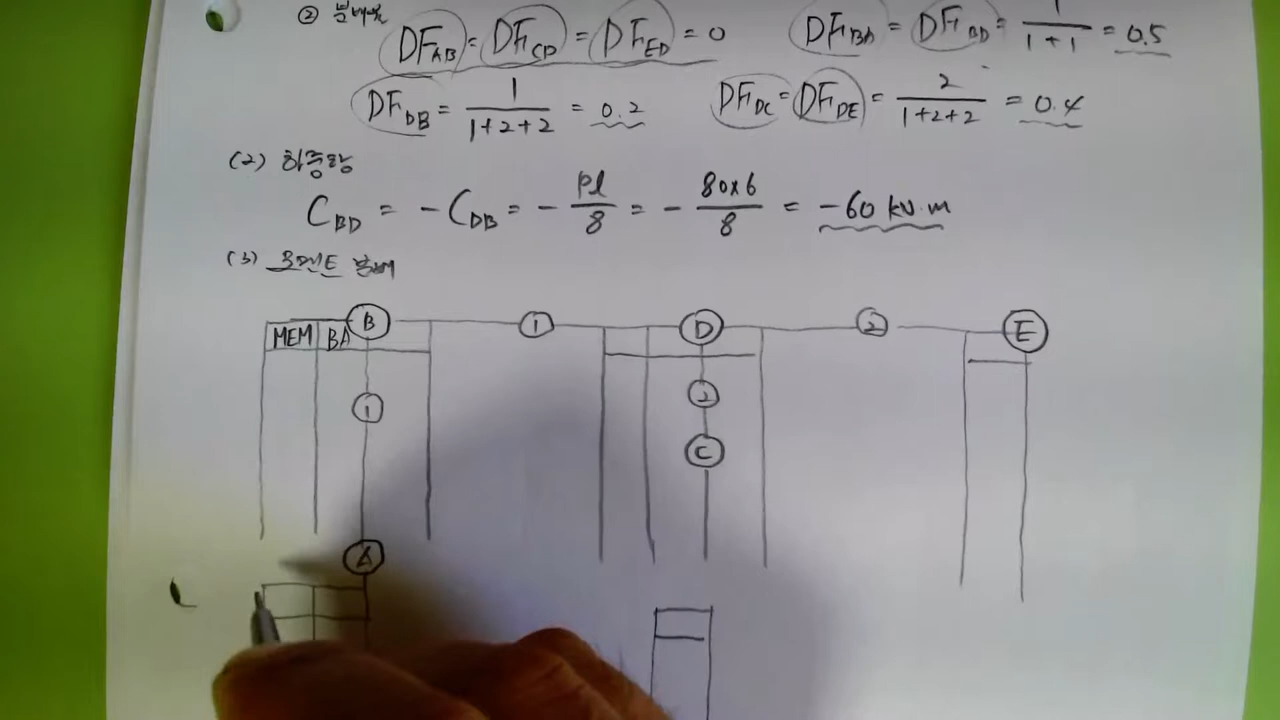 ② 분배율
DF_AB = DF_CD = DF_ED = 0 DF_BA = DF_BD = 1/(1+1) = 0.5
DF_DB = 1/(1+2+2) = 0.2 DF_DC = DF_DE = 2/(1+2+2) = 0.4
(2) 하중항
C_BD = -C_DB = - Pl/8 = - 80x6/8 = -60 kN.m
(3) 모멘트 분배
MEM BA B 1 D 2 E
1 2
C
A